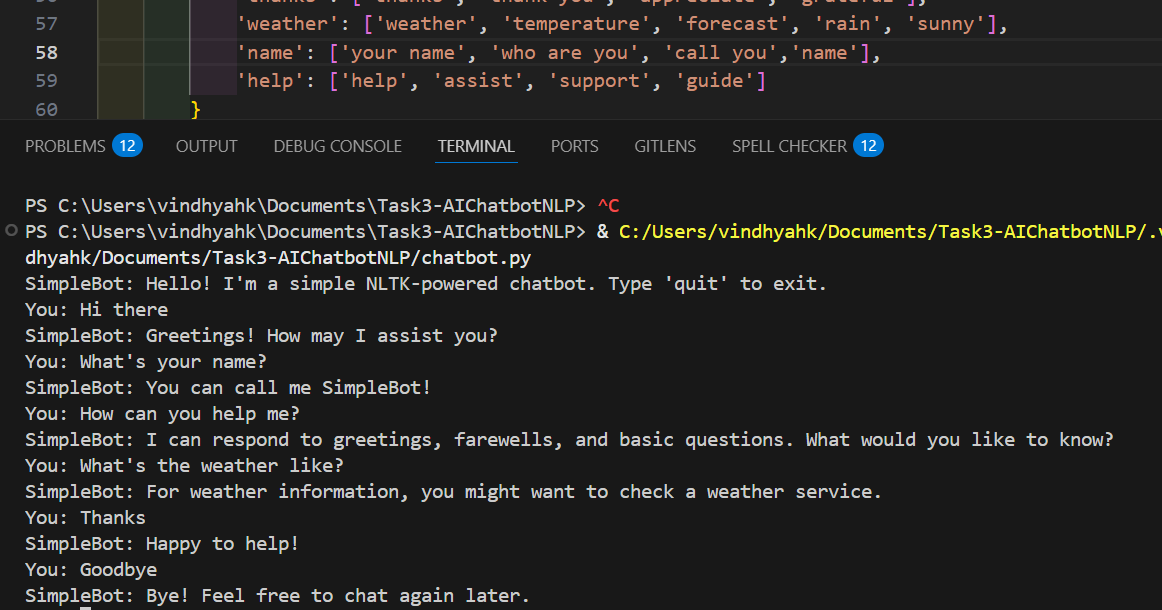 57 'weather': ['weather', 'temperature', 'forecast', 'rain', 'sunny'],
58 'name': ['your name', 'who are you', 'call you','name'],
59 'help': ['help', 'assist', 'support', 'guide']
60 }
PROBLEMS 12 OUTPUT DEBUG CONSOLE TERMINAL PORTS GITLENS SPELL CHECKER 12
PS C:\Users\vindhyahk\Documents\Task3-AIChatbotNLP> ^C
PS C:\Users\vindhyahk\Documents\Task3-AIChatbotNLP> & C:/Users/vindhyahk/Documents/Task3-AIChatbotNLP/.v
dhyahk/Documents/Task3-AIChatbotNLP/chatbot.py
SimpleBot: Hello! I'm a simple NLTK-powered chatbot. Type 'quit' to exit.
You: Hi there
SimpleBot: Greetings! How may I assist you?
You: What's your name?
SimpleBot: You can call me SimpleBot!
You: How can you help me?
SimpleBot: I can respond to greetings, farewells, and basic questions. What would you like to know?
You: What's the weather like?
SimpleBot: For weather information, you might want to check a weather service.
You: Thanks
SimpleBot: Happy to help!
You: Goodbye
SimpleBot: Bye! Feel free to chat again later.